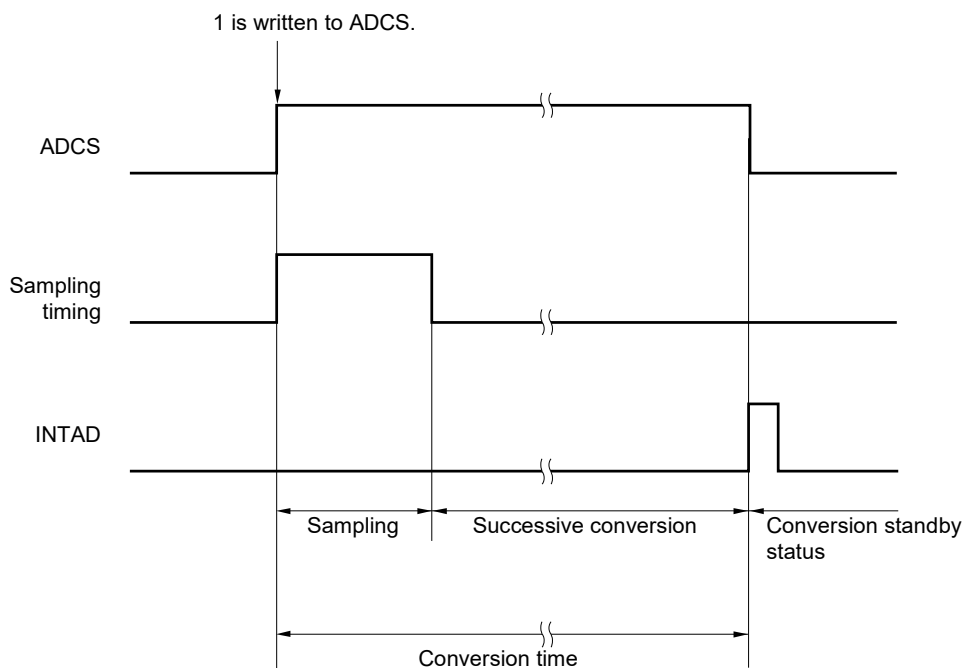 1 is written to ADCS.
ADCS
Sampling
timing
INTAD
Sampling
Successive conversion
Conversion standby
status
Conversion time